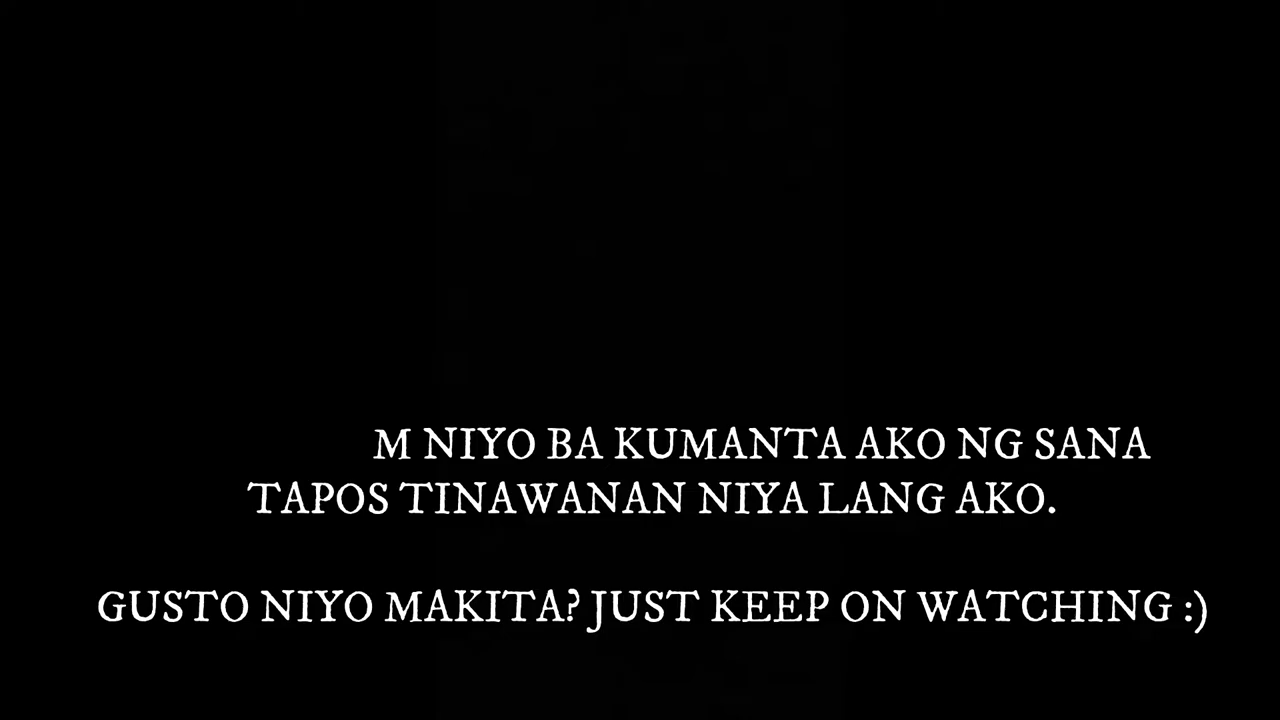 M NIYO BA KUMANTA AKO NG SANA
TAPOS TINAWANAN NIYA LANG AKO.
GUSTO NIYO MAKITA? JUST KEEP ON WATCHING :)